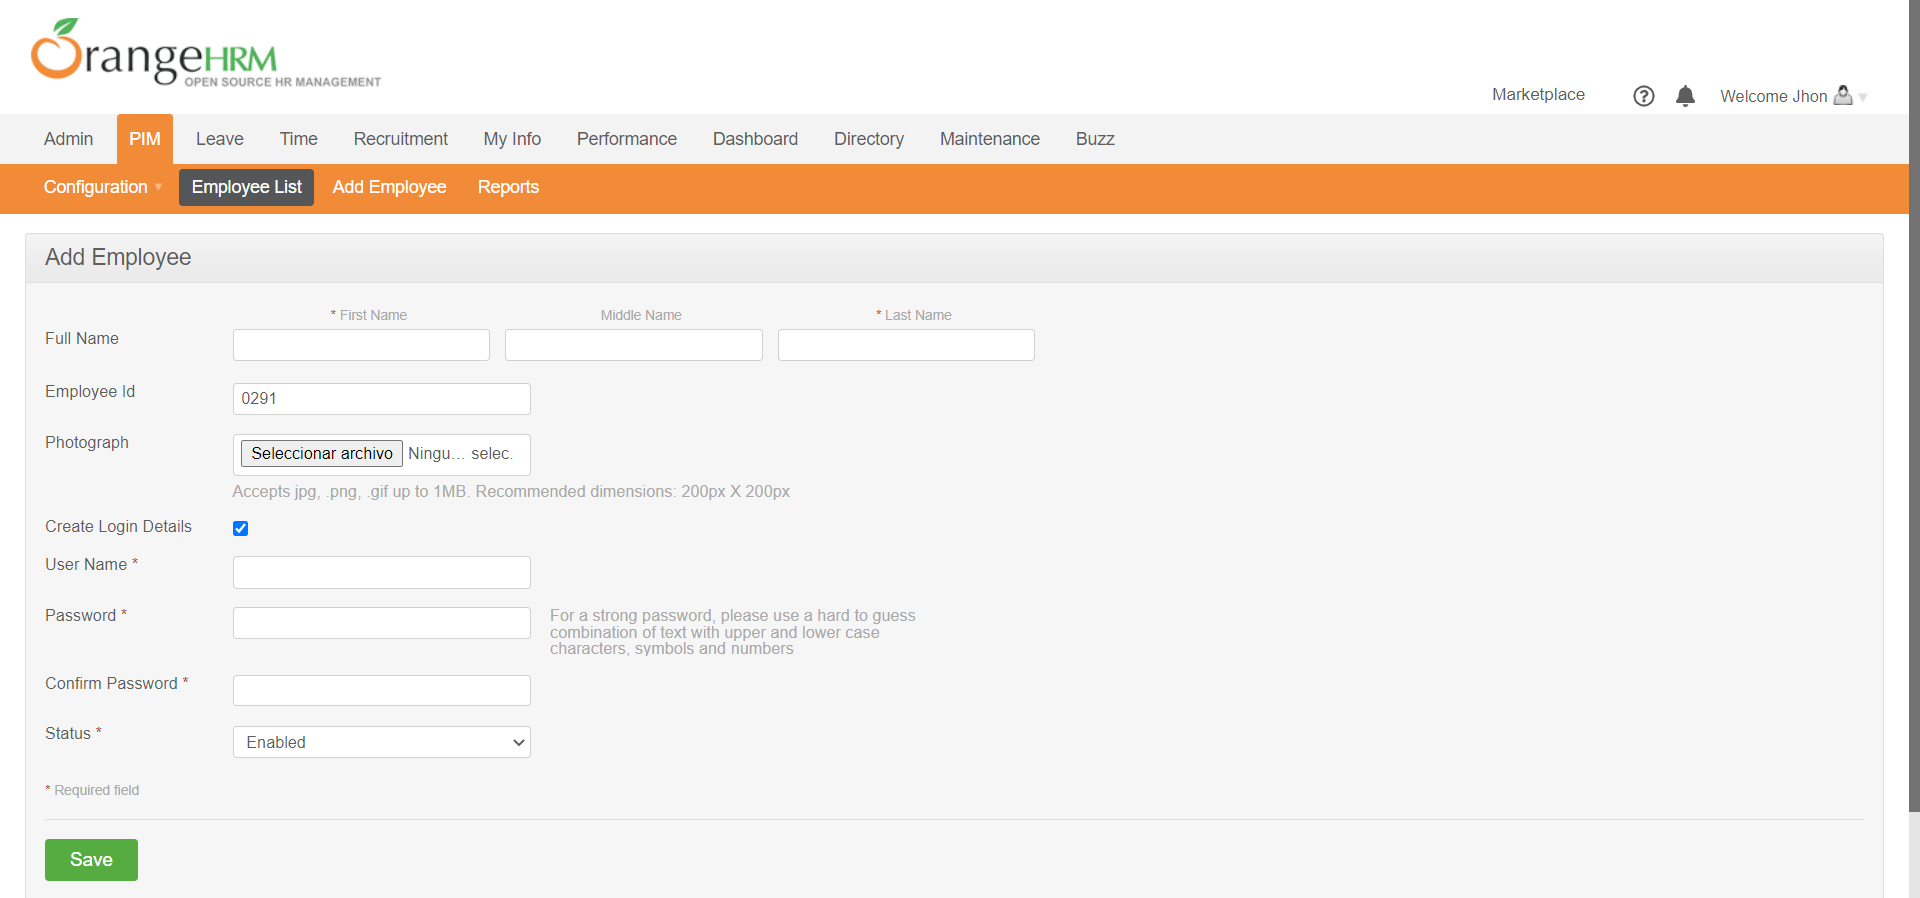 OrangeHRM
OPEN SOURCE HR MANAGEMENT
Marketplace
?
Welcome Jhon
Admin PIM Leave Time Recruitment My Info Performance Dashboard Directory Maintenance Buzz
Configuration Employee List Add Employee Reports
Add Employee
* First Name Middle Name * Last Name
Full Name
Employee Id 0291
Photograph Seleccionar archivo Ningu… selec.
Accepts jpg, .png, .gif up to 1MB. Recommended dimensions: 200px X 200px
Create Login Details
User Name *
Password * For a strong password, please use a hard to guess
combination of text with upper and lower case
characters, symbols and numbers
Confirm Password *
Status * Enabled
* Required field
Save